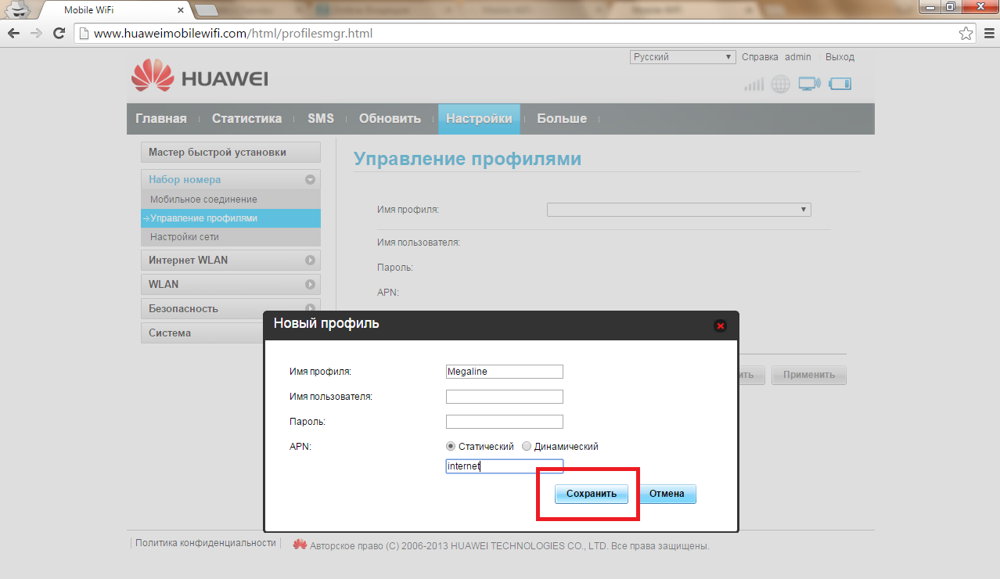 Mobile WiFi
www.huaweimobilewifi.com/html/profilesmgr.html
Русский Справка admin Выход
HUAWEI
Главная Статистика SMS Обновить Настройки Больше
Мастер быстрой установки
Набор номера
Мобильное соединение
Управление профилями
Настройки сети
Интернет WLAN
WLAN
Безопасность
Система
Управление профилями
Имя профиля:
Имя пользователя:
Пароль:
APN:
Применить
Новый профиль
Имя профиля: Megaline
Имя пользователя:
Пароль:
APN: Статический Динамический
internet
Сохранить Отмена
Политика конфиденциальности Авторское право (C) 2006-2013 HUAWEI TECHNOLOGIES CO., LTD. Все права защищены.